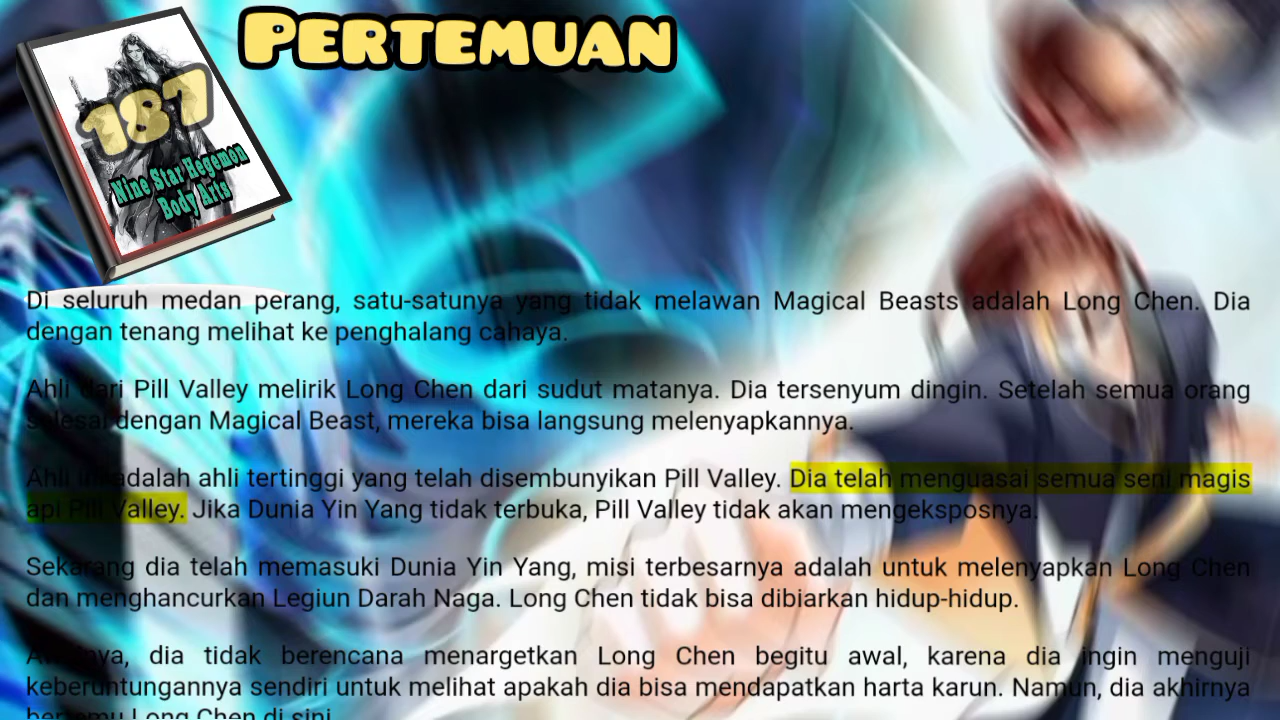 PERTEMUAN
187
Nine Star Hegemon
Body Arts
Di seluruh medan perang, satu-satunya yang tidak melawan Magical Beasts adalah Long Chen. Dia
dengan tenang melihat ke penghalang cahaya.
Ahli dari Pill Valley melirik Long Chen dari sudut matanya. Dia tersenyum dingin. Setelah semua orang
selesai dengan Magical Beast, mereka bisa langsung melenyapkannya.
Ahli ini adalah ahli tertinggi yang telah disembunyikan Pill Valley. Dia telah menguasai semua seni magis
api Pill Valley. Jika Dunia Yin Yang tidak terbuka, Pill Valley tidak akan mengeksposnya.
Sekarang dia telah memasuki Dunia Yin Yang, misi terbesarnya adalah untuk melenyapkan Long Chen
dan menghancurkan Legiun Darah Naga. Long Chen tidak bisa dibiarkan hidup-hidup.
dia tidak berencana menargetkan Long Chen begitu awal, karena dia ingin menguji
keberuntungannya sendiri untuk melihat apakah dia bisa mendapatkan harta karun. Namun, dia akhirnya
bertemu Long Chen di sini.